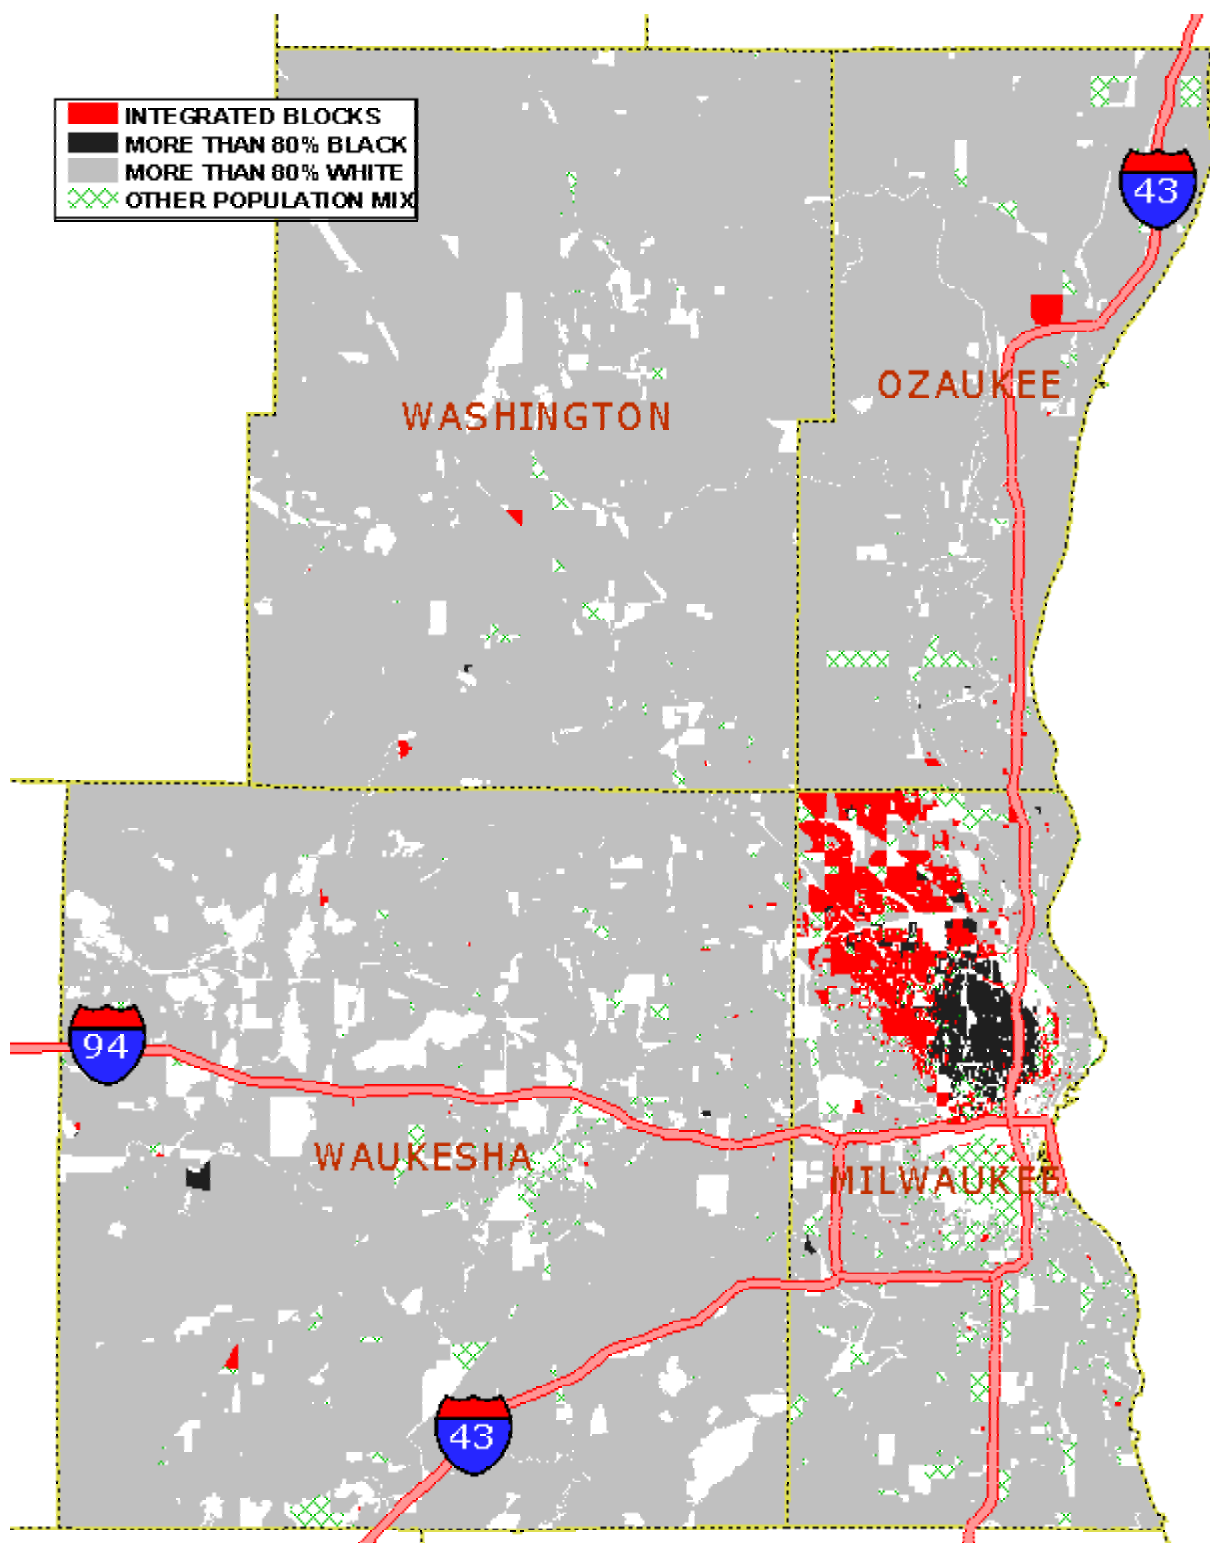 INTEGRATED BLOCKS
MORE THAN 80% BLACK
MORE THAN 80% WHITE
OTHER POPULATION MIX
43
OZAUKEE
WASHINGTON
94
WAUKESHA
MILWAUKEE
43